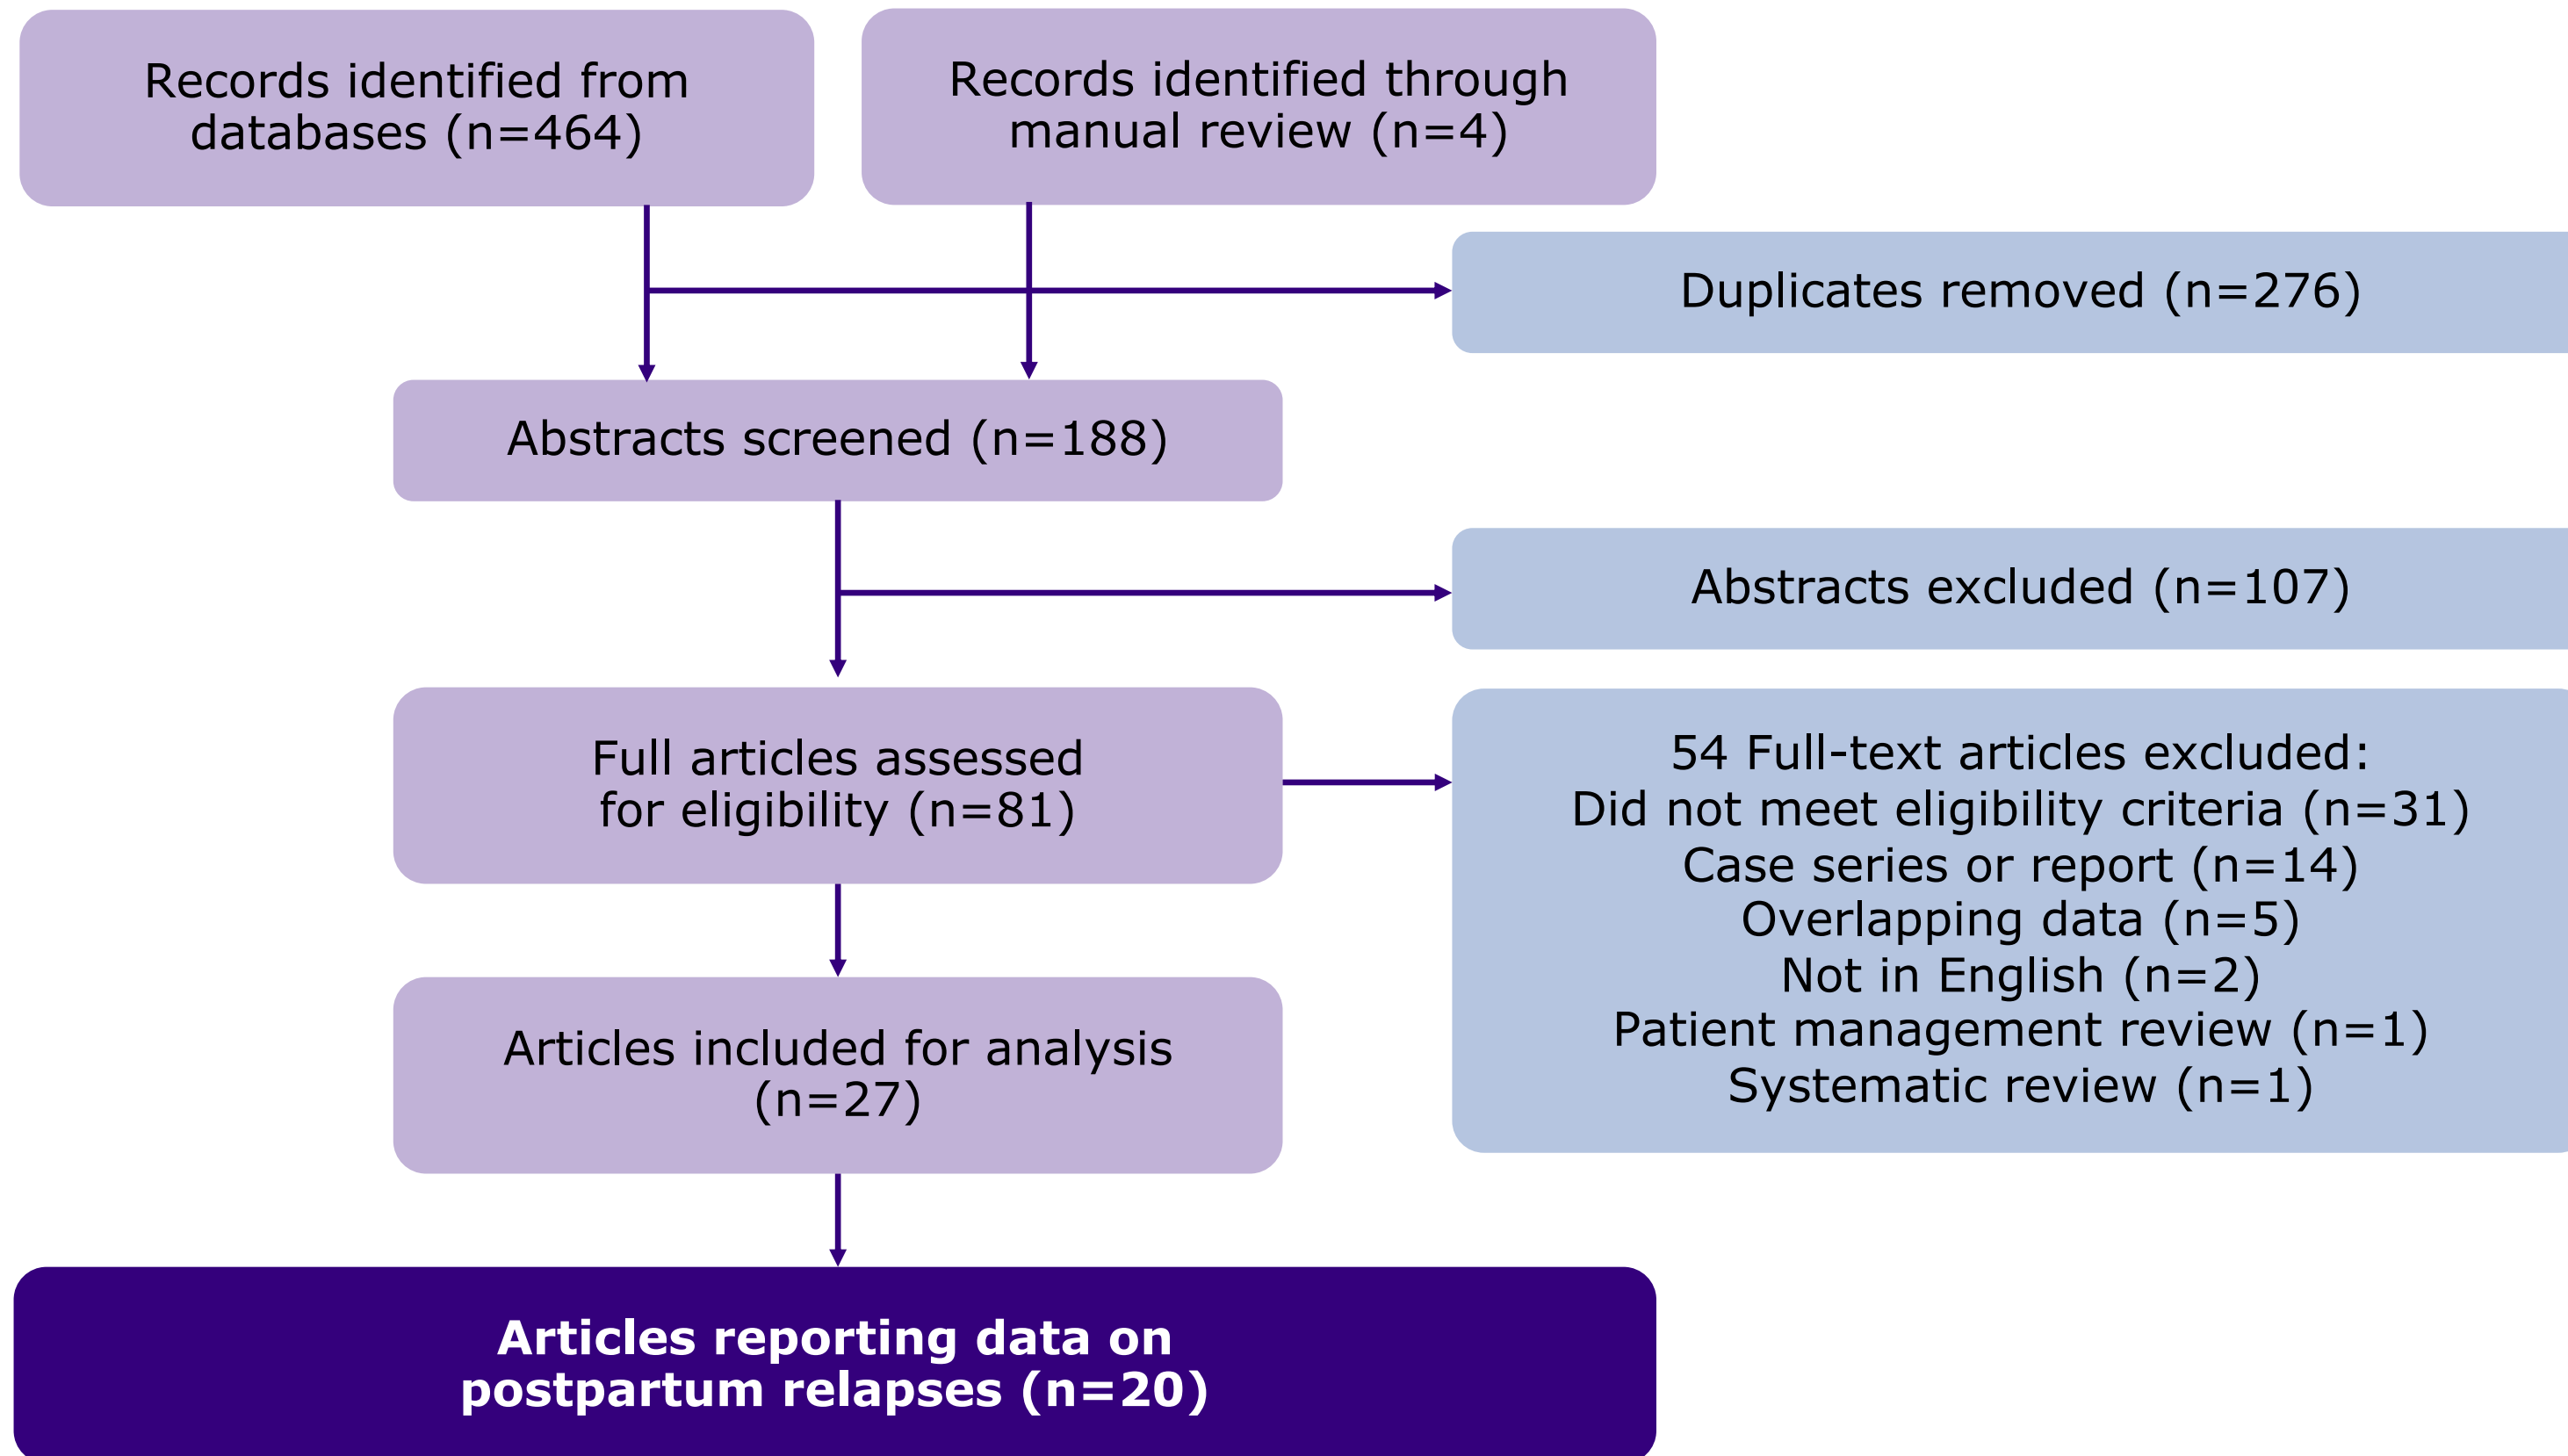 Records identified from
databases (n=464)
Records identified through
manual review (n=4)
Duplicates removed (n=276)
Abstracts screened (n=188)
Abstracts excluded (n=107)
Full articles assessed
for eligibility (n=81)
54 Full-text articles excluded:
Did not meet eligibility criteria (n=31)
Case series or report (n=14)
Overlapping data (n=5)
Not in English (n=2)
Patient management review (n=1)
Systematic review (n=1)
Articles included for analysis
(n=27)
Articles reporting data on
postpartum relapses (n=20)